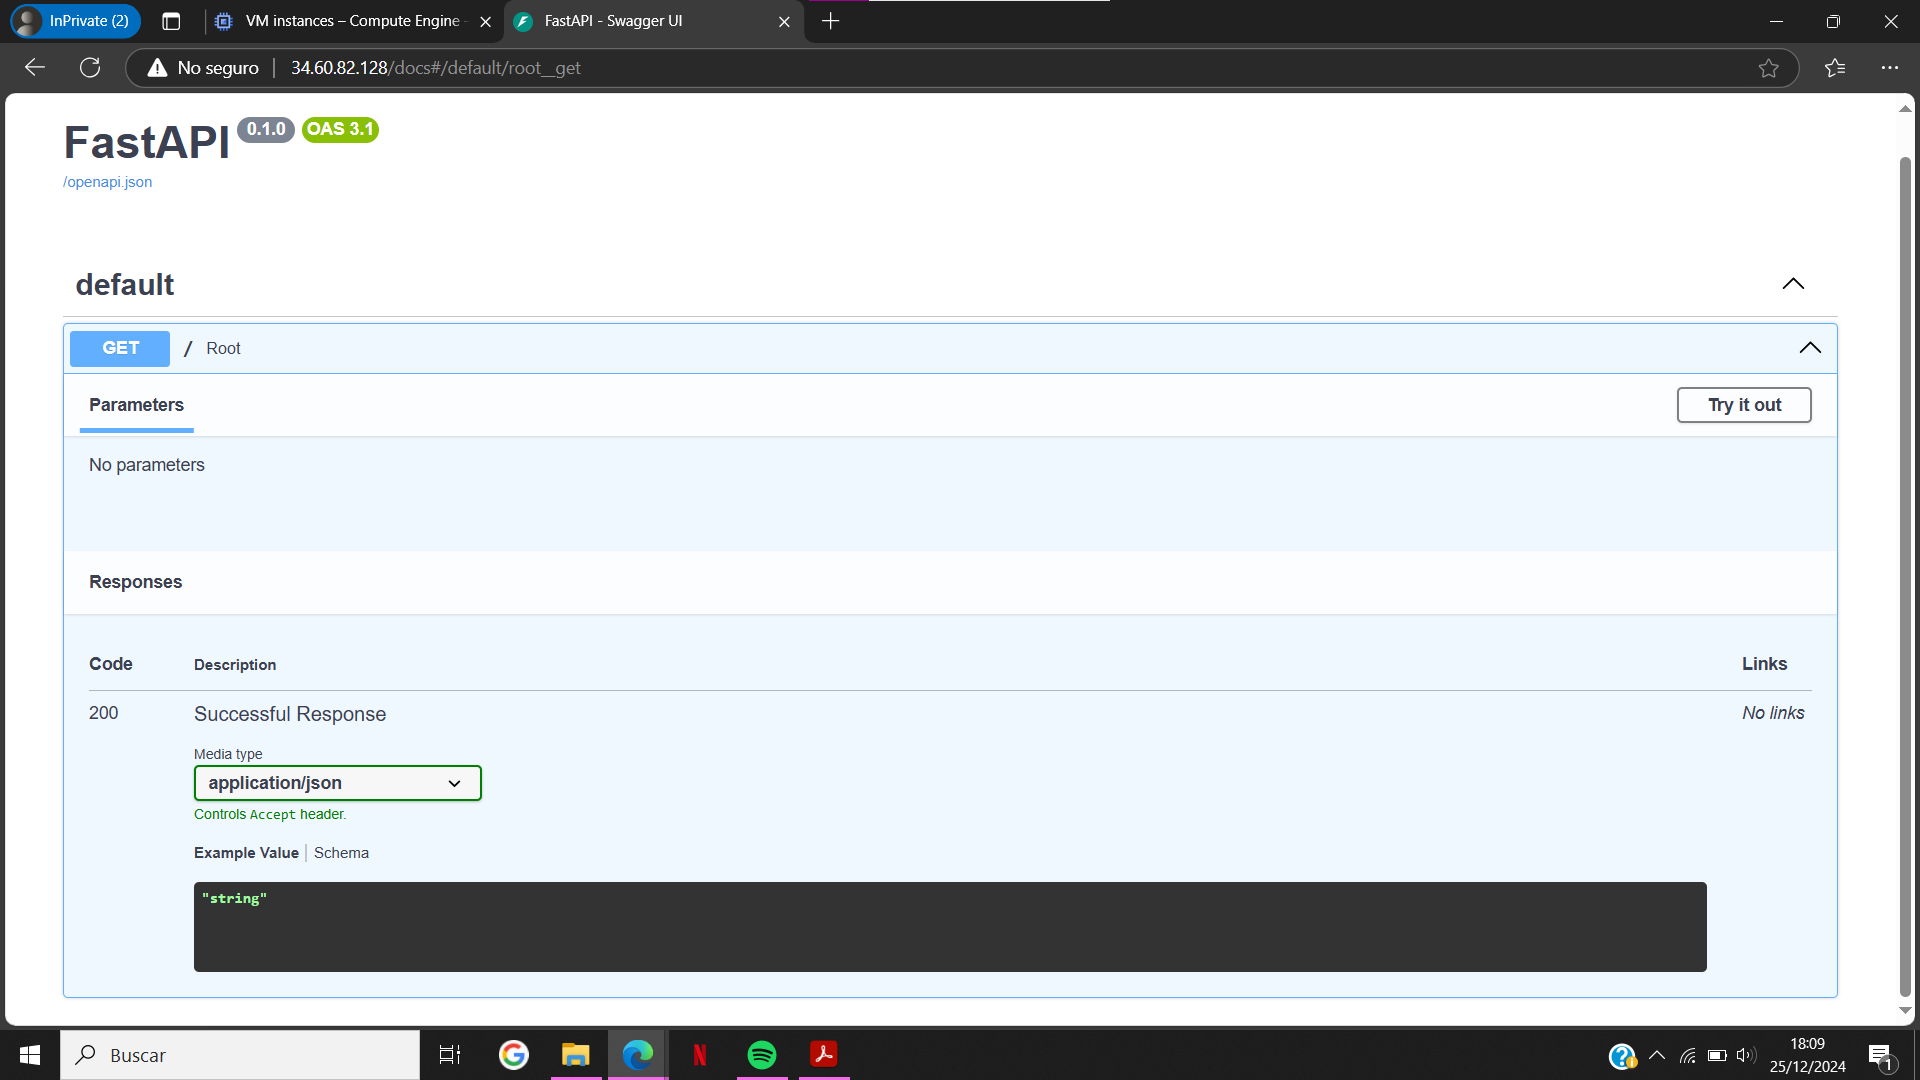 InPrivate (2)
VM instances – Compute Engine -
FastAPI - Swagger UI
No seguro
34.60.82.128/docs#/default/root__get
FastAPI 0.1.0 OAS 3.1
/openapi.json
default
GET / Root
Parameters
Try it out
No parameters
Responses
Code Description Links
200 Successful Response No links
Media type
application/json
Controls Accept header.
Example Value Schema
"string"
Buscar
18:09
25/12/2024
1